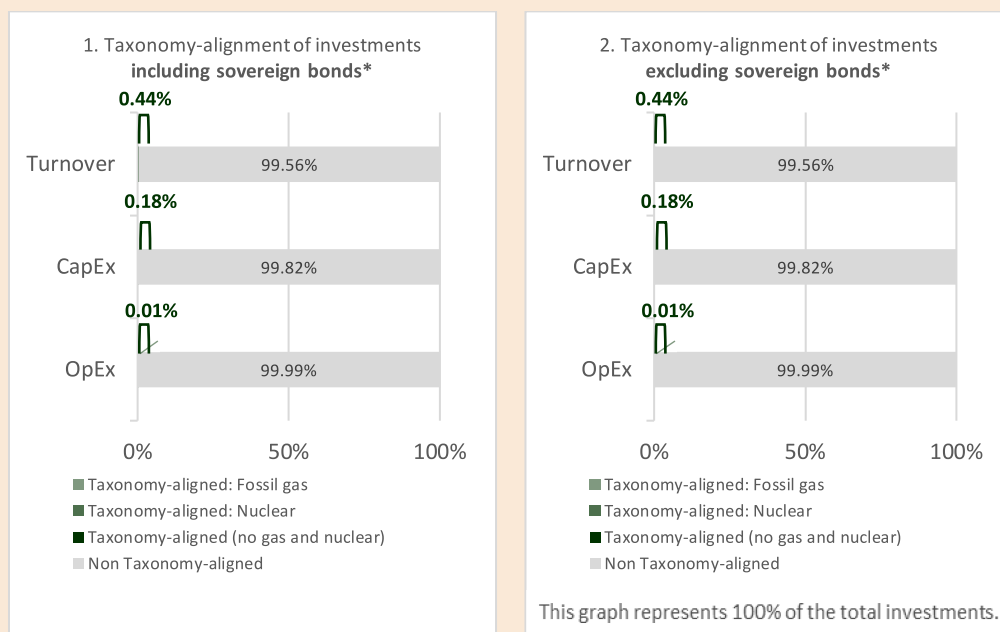 1. Taxonomy-alignment of investments
including sovereign bonds*
0.44%
Turnover
99.56%
0.18%
CapEx
99.82%
0.01%
OpEx
99.99%
0%
50%
100%
Taxonomy-aligned: Fossil gas
Taxonomy-aligned: Nuclear
Taxonomy-aligned (no gas and nuclear)
Non Taxonomy-aligned
2. Taxonomy-alignment of investments
excluding sovereign bonds*
0.44%
Turnover
99.56%
0.18%
CapEx
99.82%
0.01%
OpEx
99.99%
0%
50%
100%
Taxonomy-aligned: Fossil gas
Taxonomy-aligned: Nuclear
Taxonomy-aligned (no gas and nuclear)
Non Taxonomy-aligned
This graph represents 100% of the total investments.